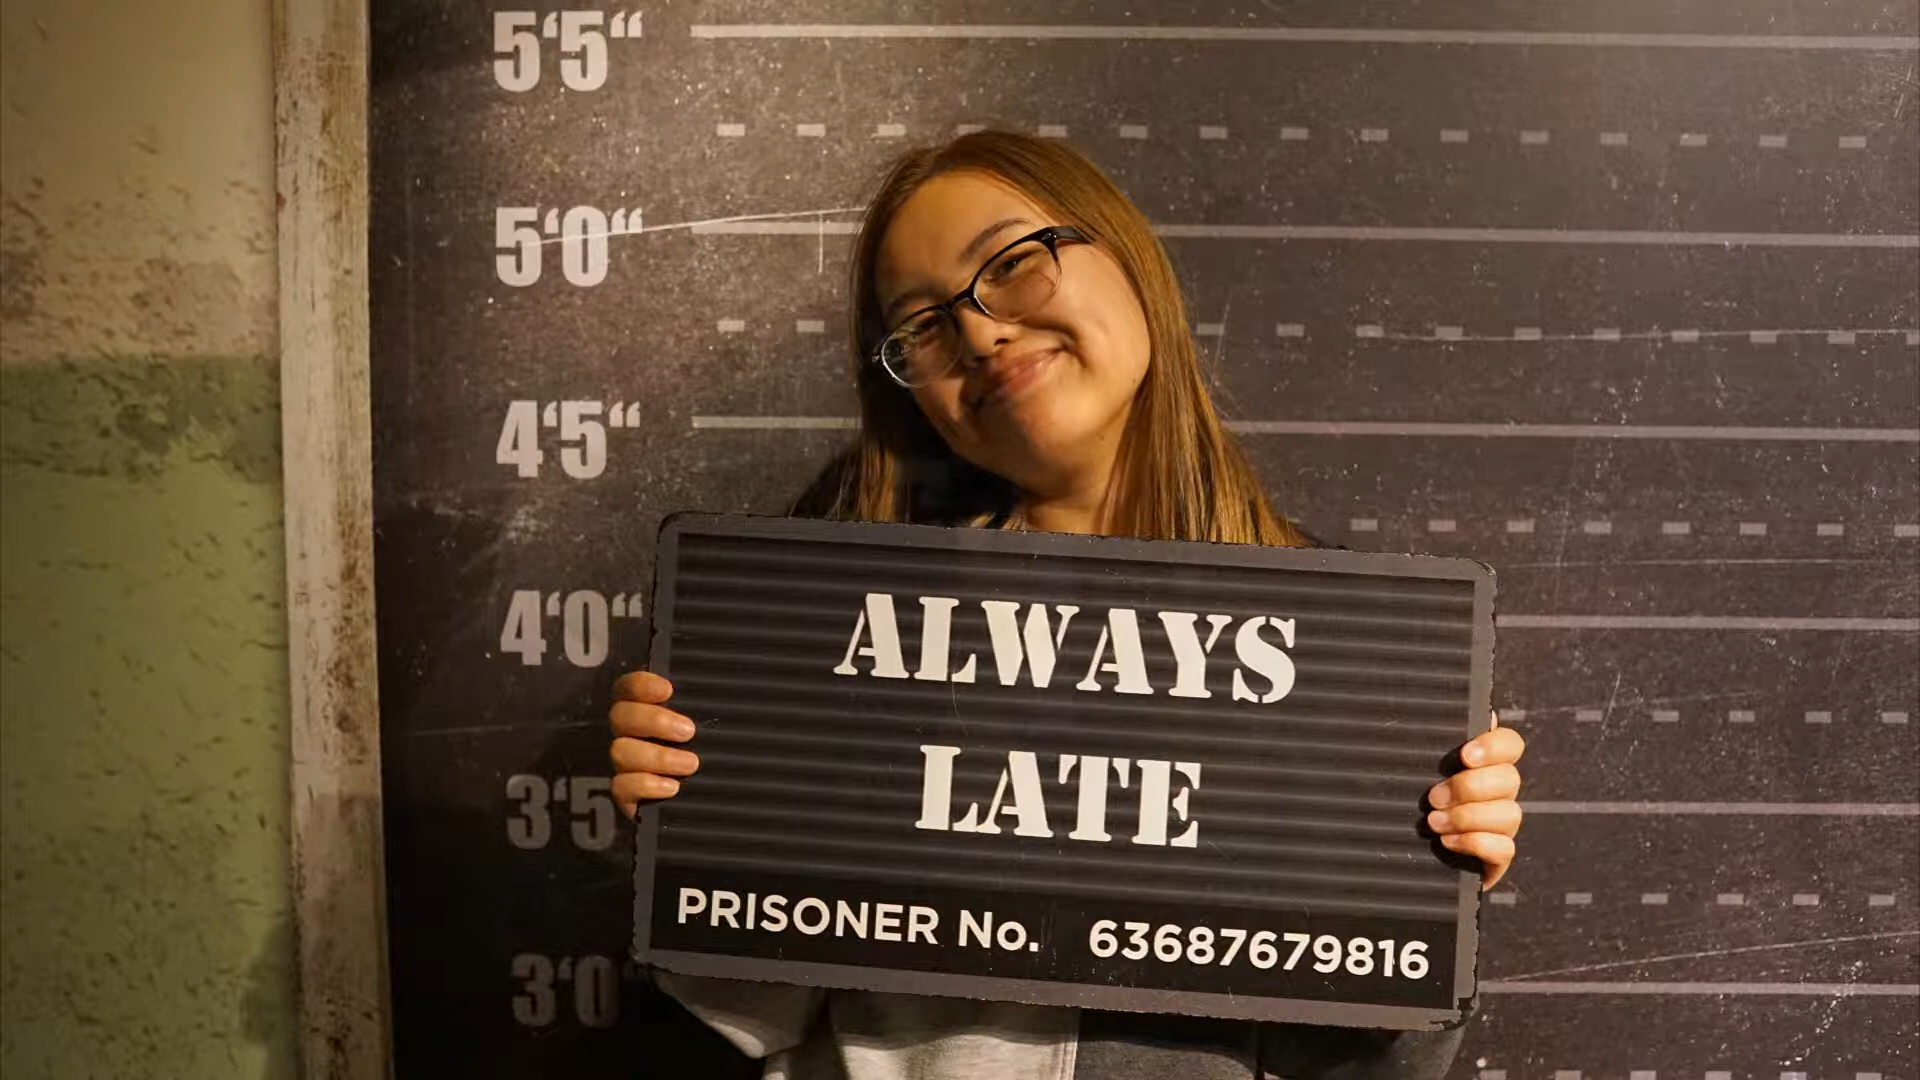 5‘5“
5‘0“
4‘5“
4‘0“
3‘5
3‘0“
ALWAYS
LATE
PRISONER No. 63687679816